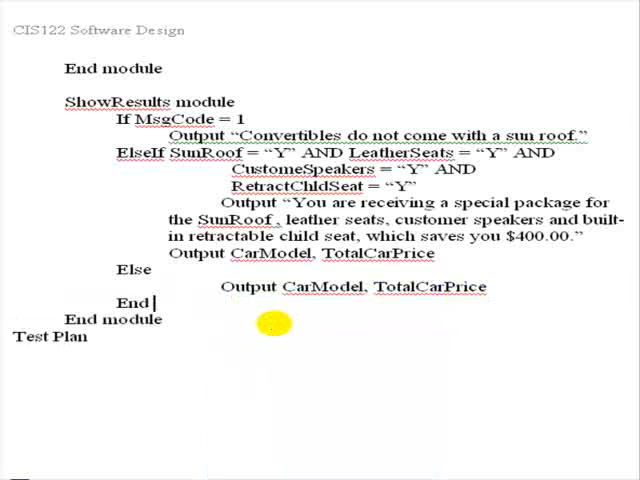 CIS122 Software Design
End module
ShowResults module
If MsgCode = 1
Output “Convertibles do not come with a sun roof.”
ElseIf SunRoof = “Y” AND LeatherSeats = “Y” AND
CustomeSpeakers = “Y” AND
RetractChldSeat = “Y”
Output “You are receiving a special package for
the SunRoof , leather seats, customer speakers and built-
in retractable child seat, which saves you $400.00.”
Output CarModel, TotalCarPrice
Else
Output CarModel, TotalCarPrice
End
End module
Test Plan